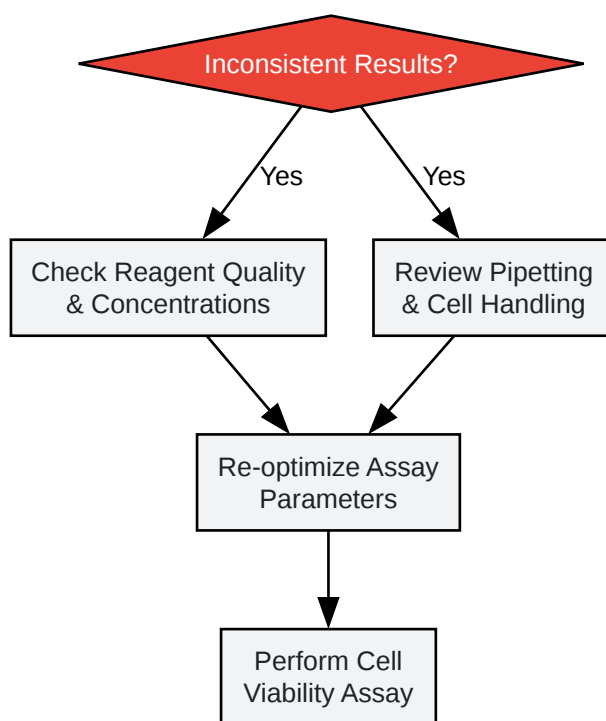 Inconsistent Results?
Yes
Yes
Check Reagent Quality
& Concentrations
Review Pipetting
& Cell Handling
Re-optimize Assay
Parameters
Perform Cell
Viability Assay